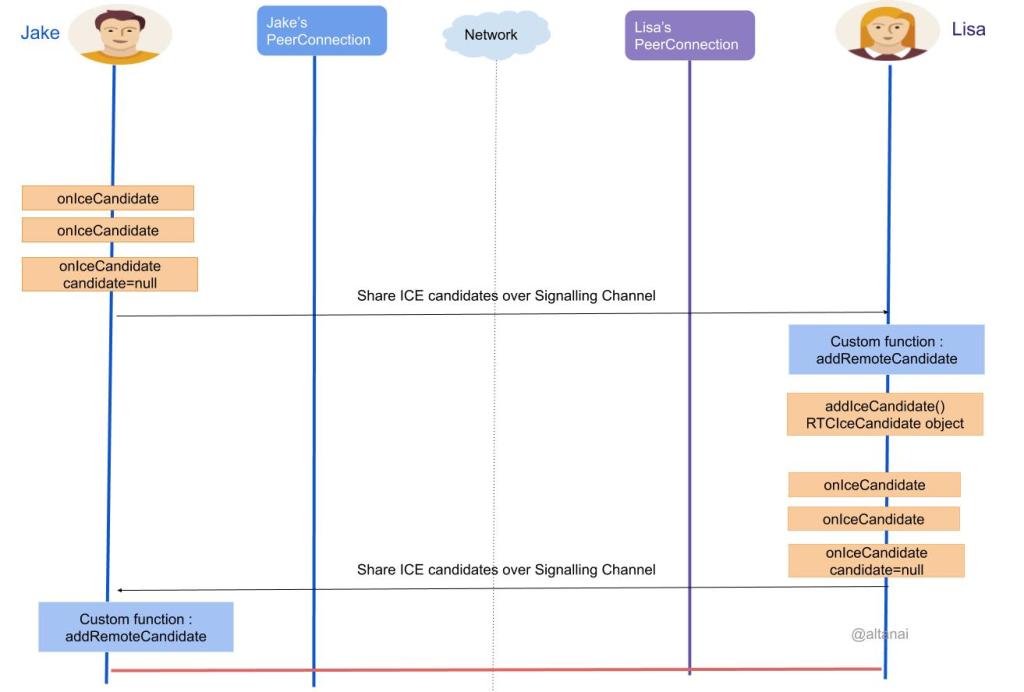 Jake
Jake's
PeerConnection
Network
Lisa's
PeerConnection
Lisa
onIceCandidate
onIceCandidate
onIceCandidate
candidate=null
Share ICE candidates over Signalling Channel
Custom function :
addRemoteCandidate
addIceCandidate()
RTCIceCandidate object
onIceCandidate
onIceCandidate
onIceCandidate
candidate=null
Share ICE candidates over Signalling Channel
Custom function :
addRemoteCandidate
@altanai